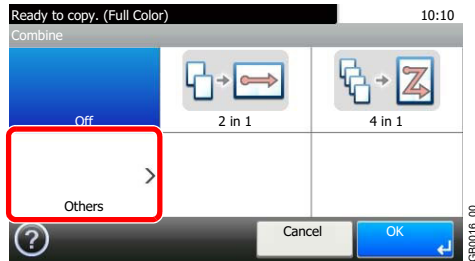 Ready to copy. (Full Color) 10:10
Combine
Off 2 in 1 4 in 1
Others
? Cancel OK
GB0016_00